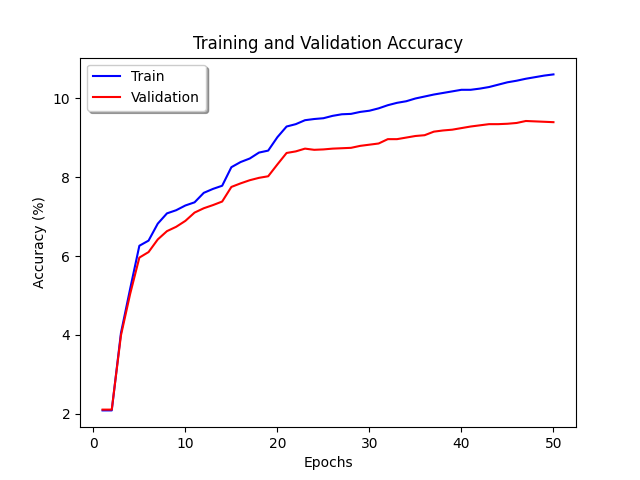 Training and Validation Accuracy
Train
Validation
10
8
6
4
2
Accuracy (%)
0 10 20 30 40 50
Epochs